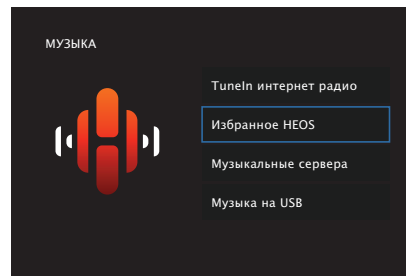 МУЗЫКА
TuneIn интернет радио
Избранное HEOS
Музыкальные сервера
Музыка на USB